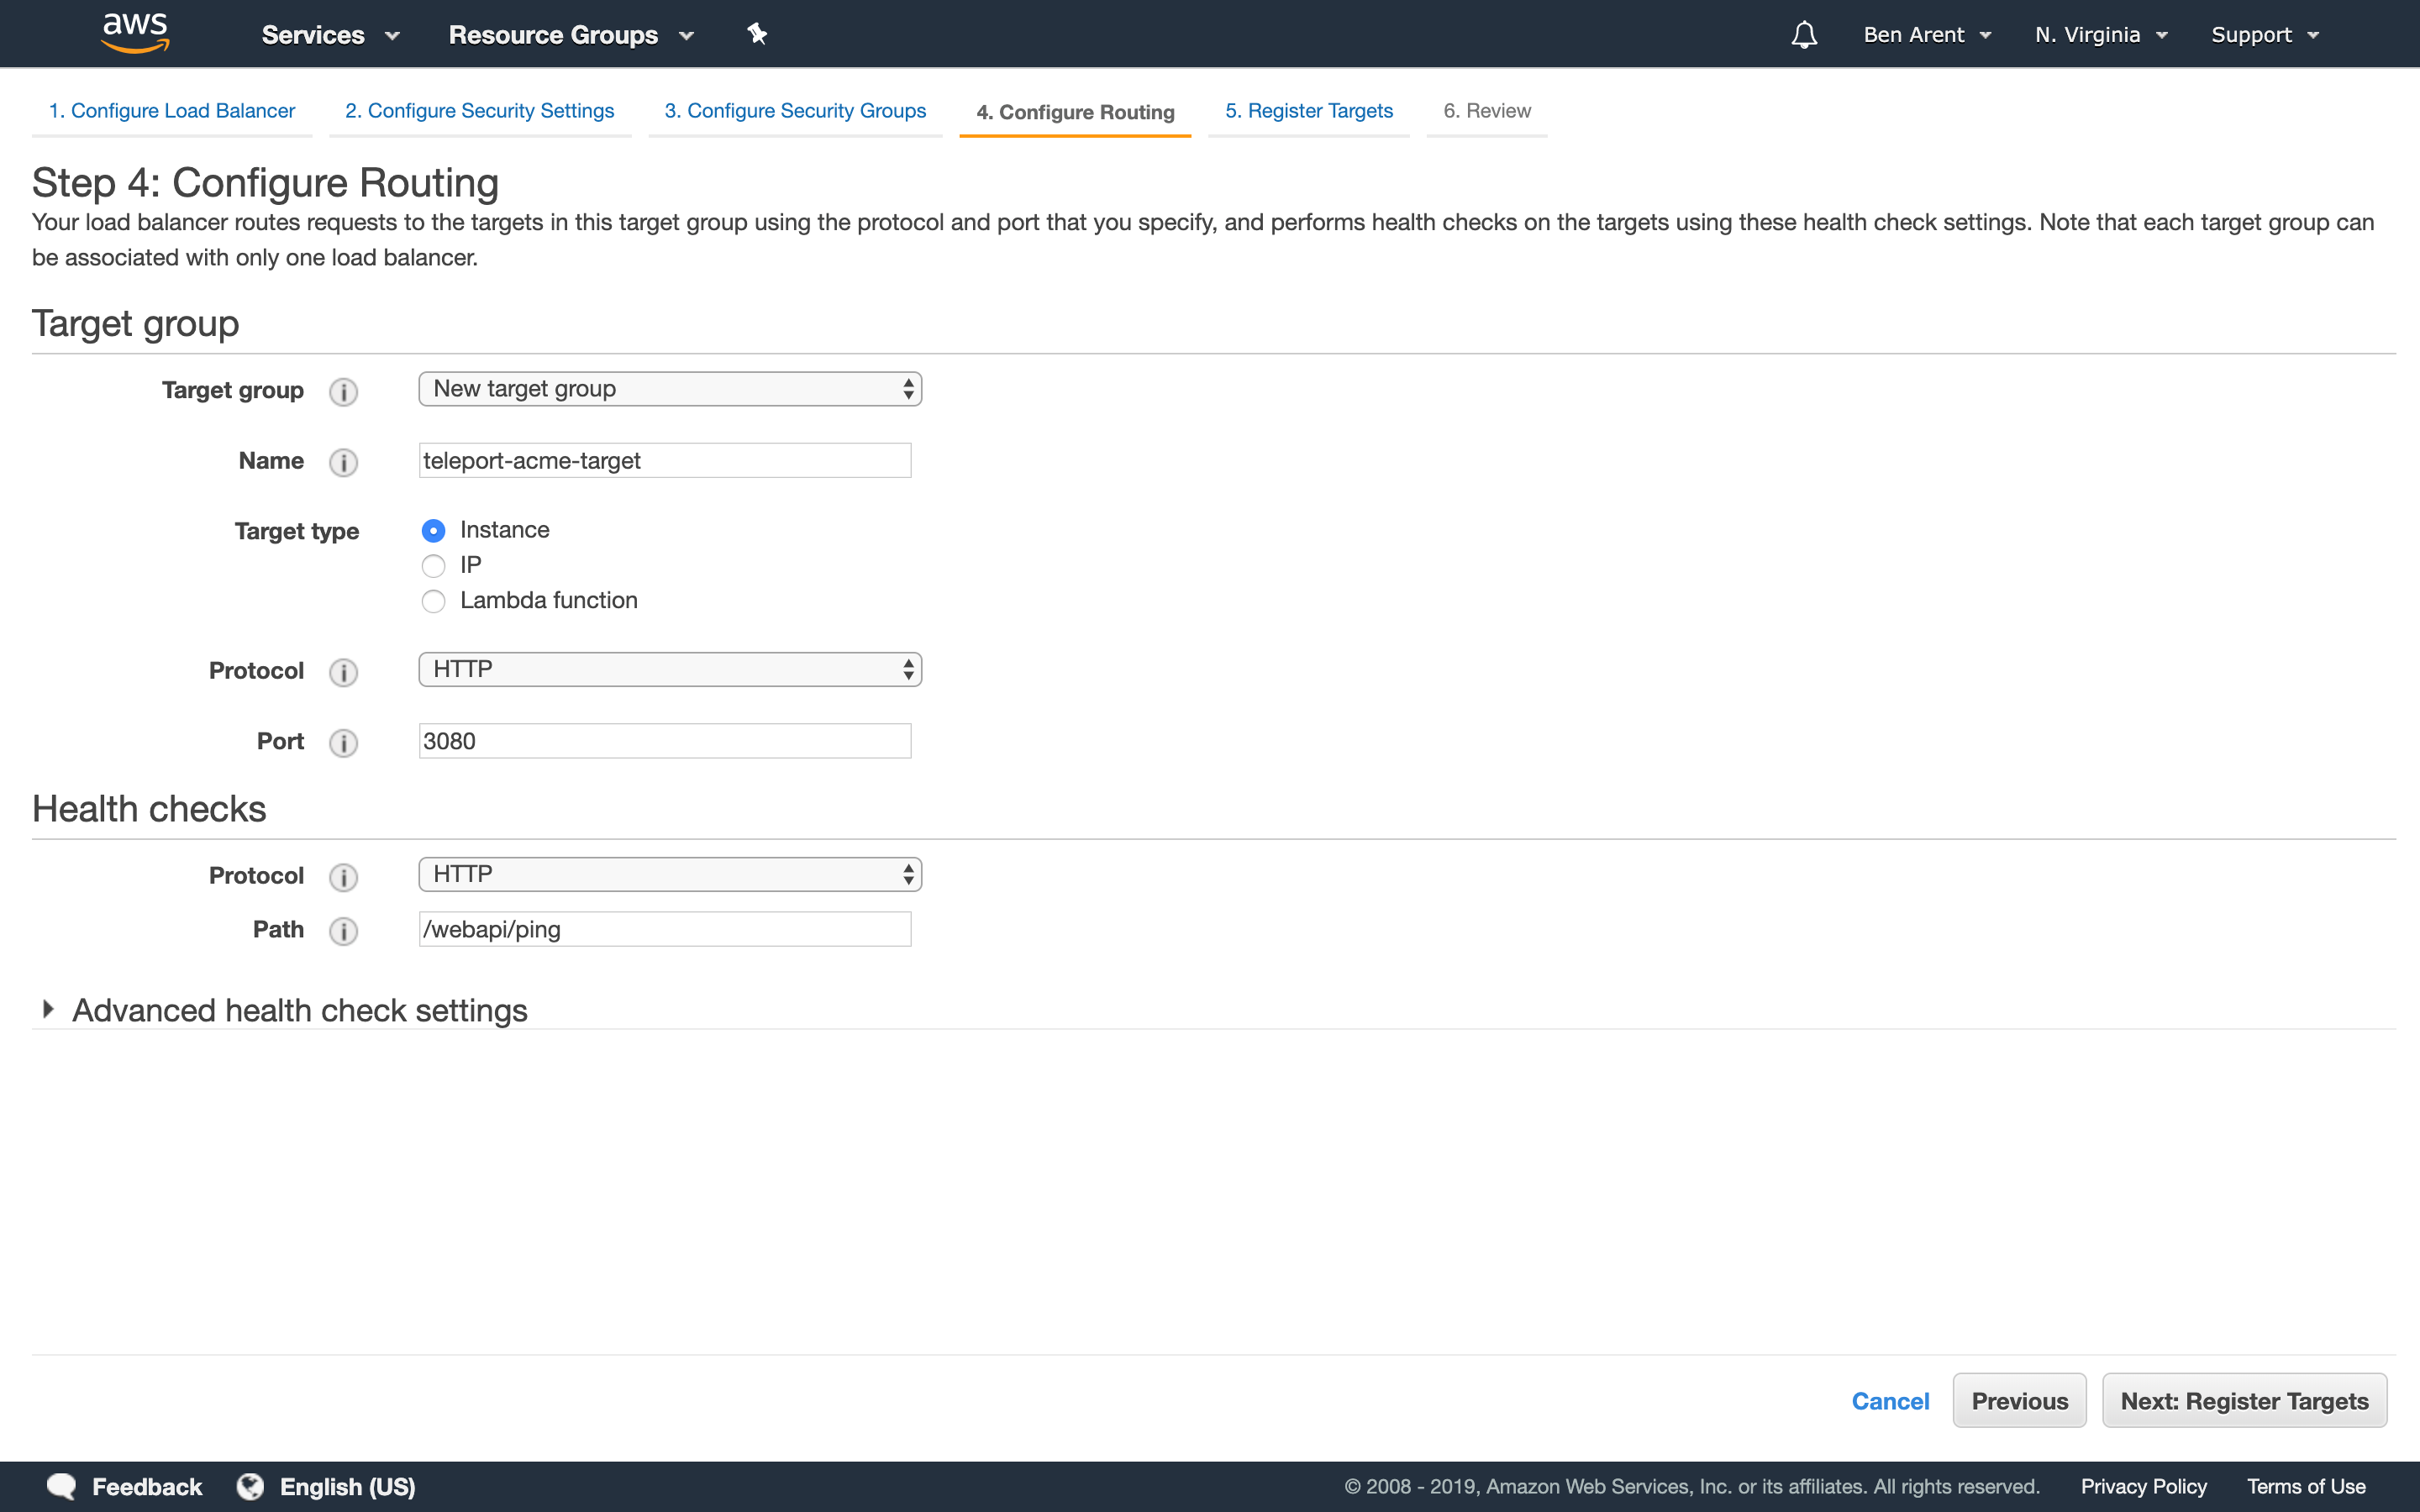 aws
Services
Resource Groups
Ben Arent
N. Virginia
Support
1. Configure Load Balancer
2. Configure Security Settings
3. Configure Security Groups
4. Configure Routing
5. Register Targets
6. Review
Step 4: Configure Routing
Your load balancer routes requests to the targets in this target group using the protocol and port that you specify, and performs health checks on the targets using these health check settings. Note that each target group can
be associated with only one load balancer.
Target group
Target group
New target group
Name
teleport-acme-target
Target type
Instance
IP
Lambda function
Protocol
HTTP
Port
3080
Health checks
Protocol
HTTP
Path
/webapi/ping
Advanced health check settings
Cancel
Previous
Next: Register Targets
Feedback
English (US)
© 2008 - 2019, Amazon Web Services, Inc. or its affiliates. All rights reserved.
Privacy Policy
Terms of Use